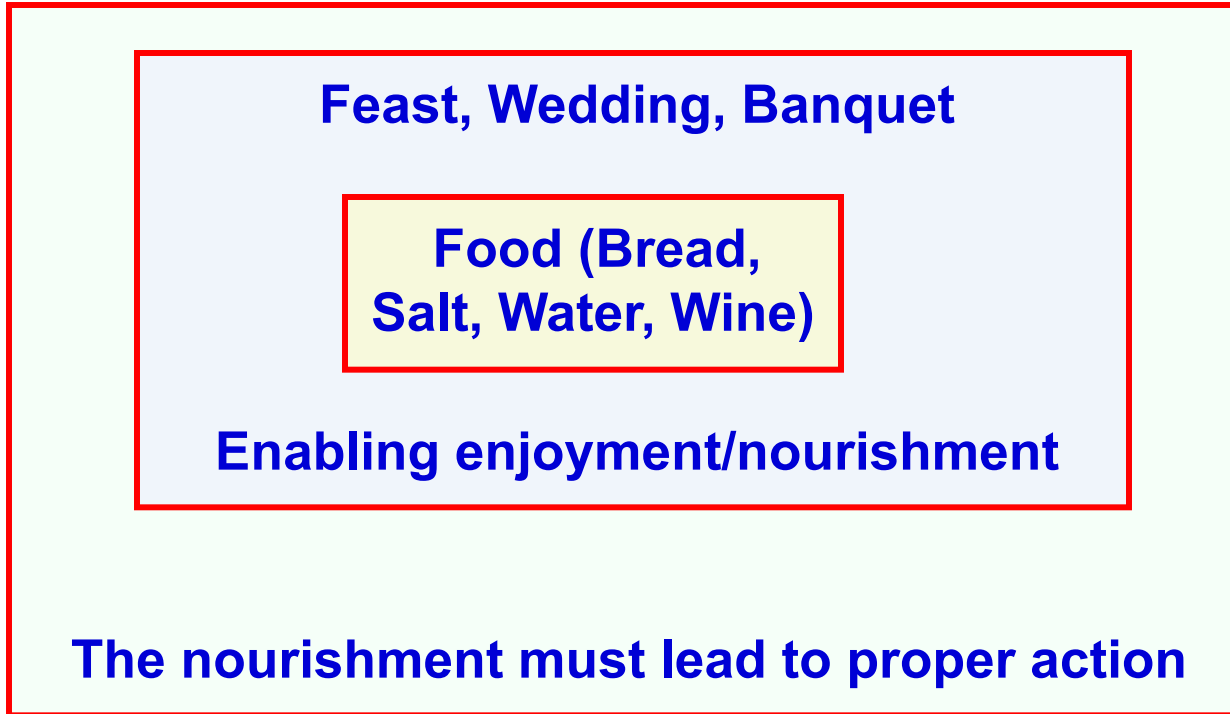 Feast, Wedding, Banquet
Food (Bread,
Salt, Water, Wine)
Enabling enjoyment/nourishment
The nourishment must lead to proper action